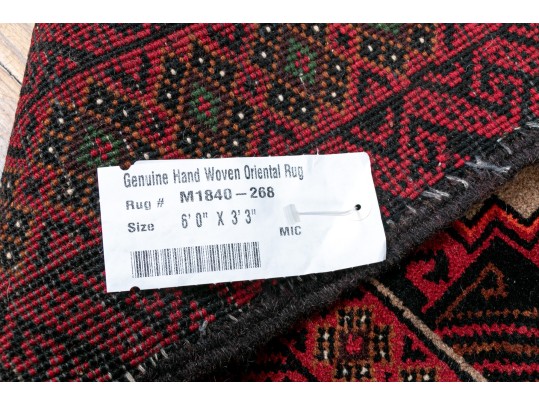 Genuine Hand Woven Oriental Rug
Rug # M1840-268
Size 6' 0" X 3' 3"
MIC